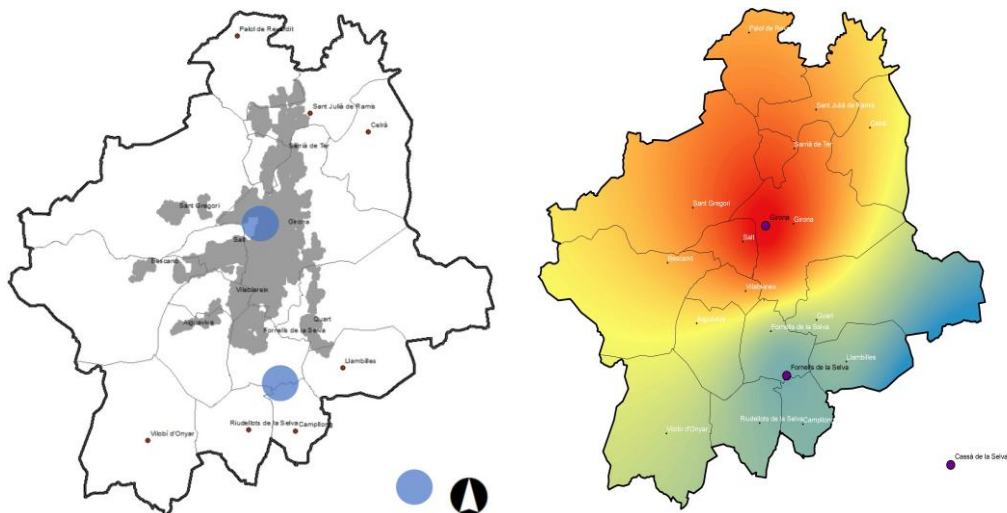 Palol de Revardit
Sant Julià de Ramis
Celrà
Sarrià de Ter
Sant Gregori
Girona
Salt
Bescanó
Vilablareix
Aiguaviva
Quart
Fornells de la Selva
Llambilles
Riudellots de la Selva
Campllong
Vilobí d'Onyar
Palol de Re
Sant Julià de Ramis
Celrà
Sarrià de Ter
Sant Gregori
Girona
Girona
Salt
Bescanó
Vilablareix
Aiguaviva
Quart
Fornells de la Selva
Llambilles
Fornells de la Selva
Riudellots de la Selva
Campllong
Vilobí d'Onyar
Cassà de la Selva